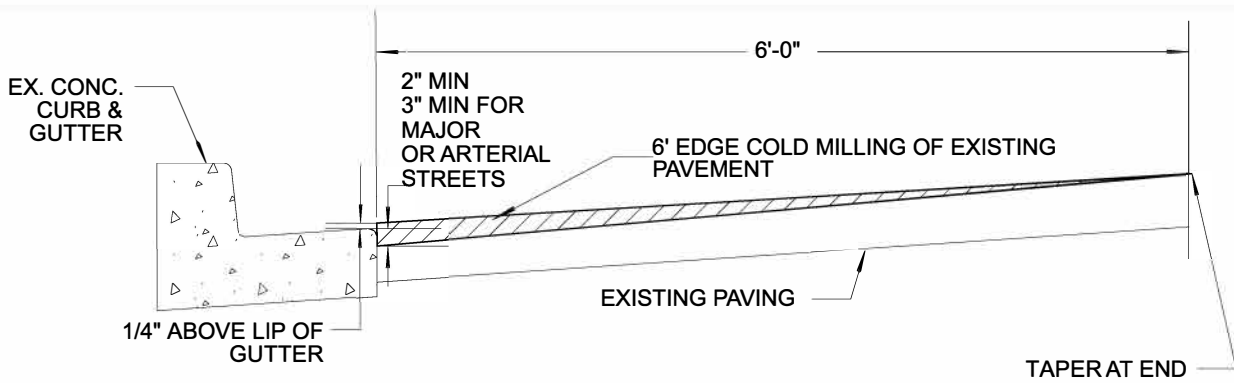 6'-0"
EX. CONC.
CURB &
GUTTER
2" MIN
3" MIN FOR
MAJOR
OR ARTERIAL
STREETS
6' EDGE COLD MILLING OF EXISTING
PAVEMENT
EXISTING PAVING
1/4" ABOVE LIP OF
GUTTER
TAPER AT END